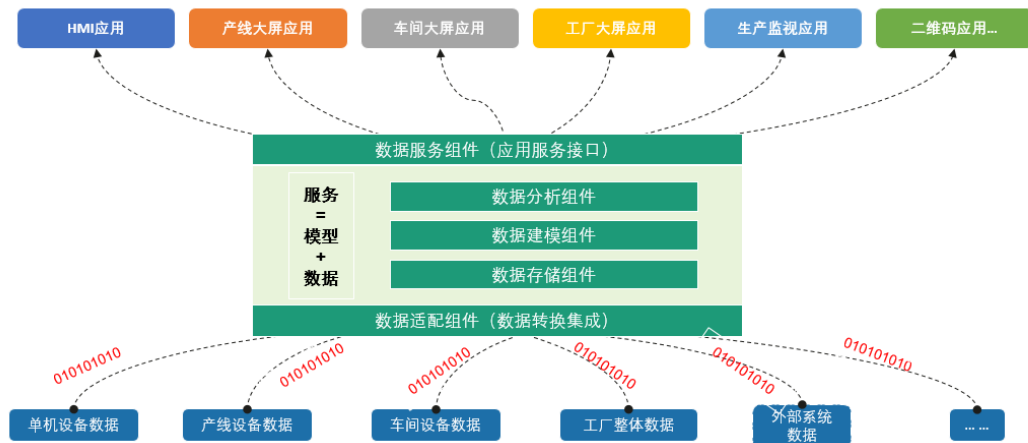 HMI应用
产线大屏应用
车间大屏应用
工厂大屏应用
生产监视应用
二维码应用...
数据服务组件（应用服务接口）
服务
=
模型
+
数据
数据分析组件
数据建模组件
数据存储组件
数据适配组件（数据转换集成）
010101010
010101010
010101010
010101010
010101010
010101010
单机设备数据
产线设备数据
车间设备数据
工厂整体数据
外部系统
数据
... ...